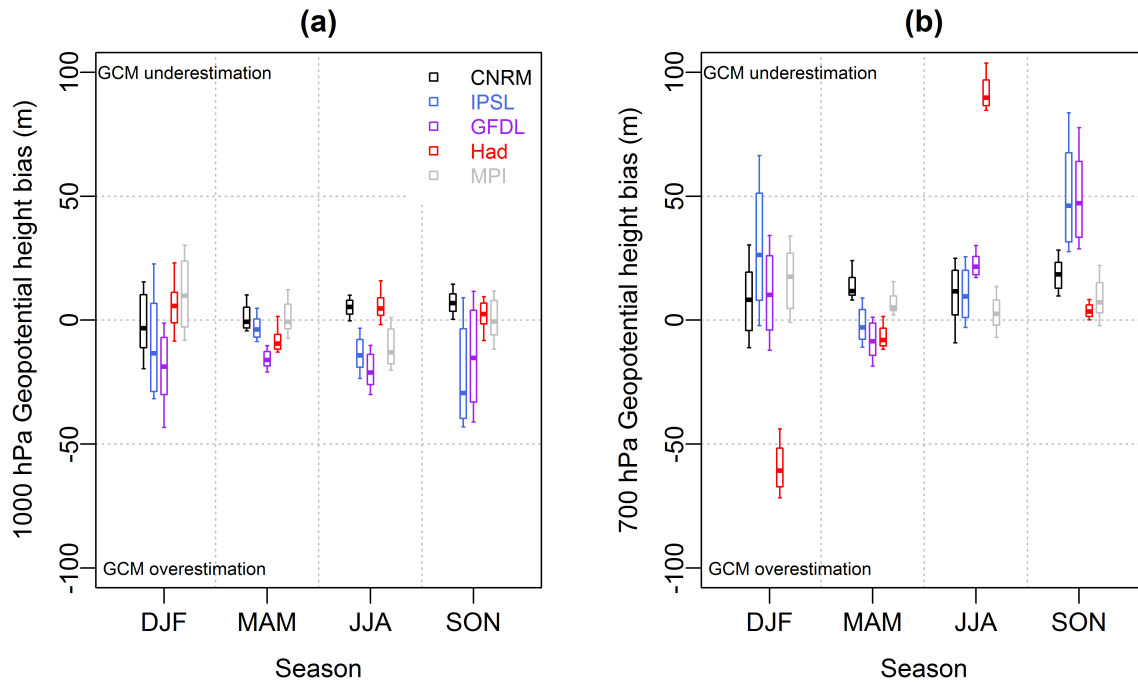 (a)
GCM underestimation
CNRM
IPSL
GFDL
Had
MPI
GCM overestimation
1000 hPa Geopotential height bias (m)
100
50
0
-50
-100
DJF MAM JJA SON
Season
(b)
GCM underestimation
GCM overestimation
700 hPa Geopotential height bias (m)
100
50
0
-50
-100
DJF MAM JJA SON
Season